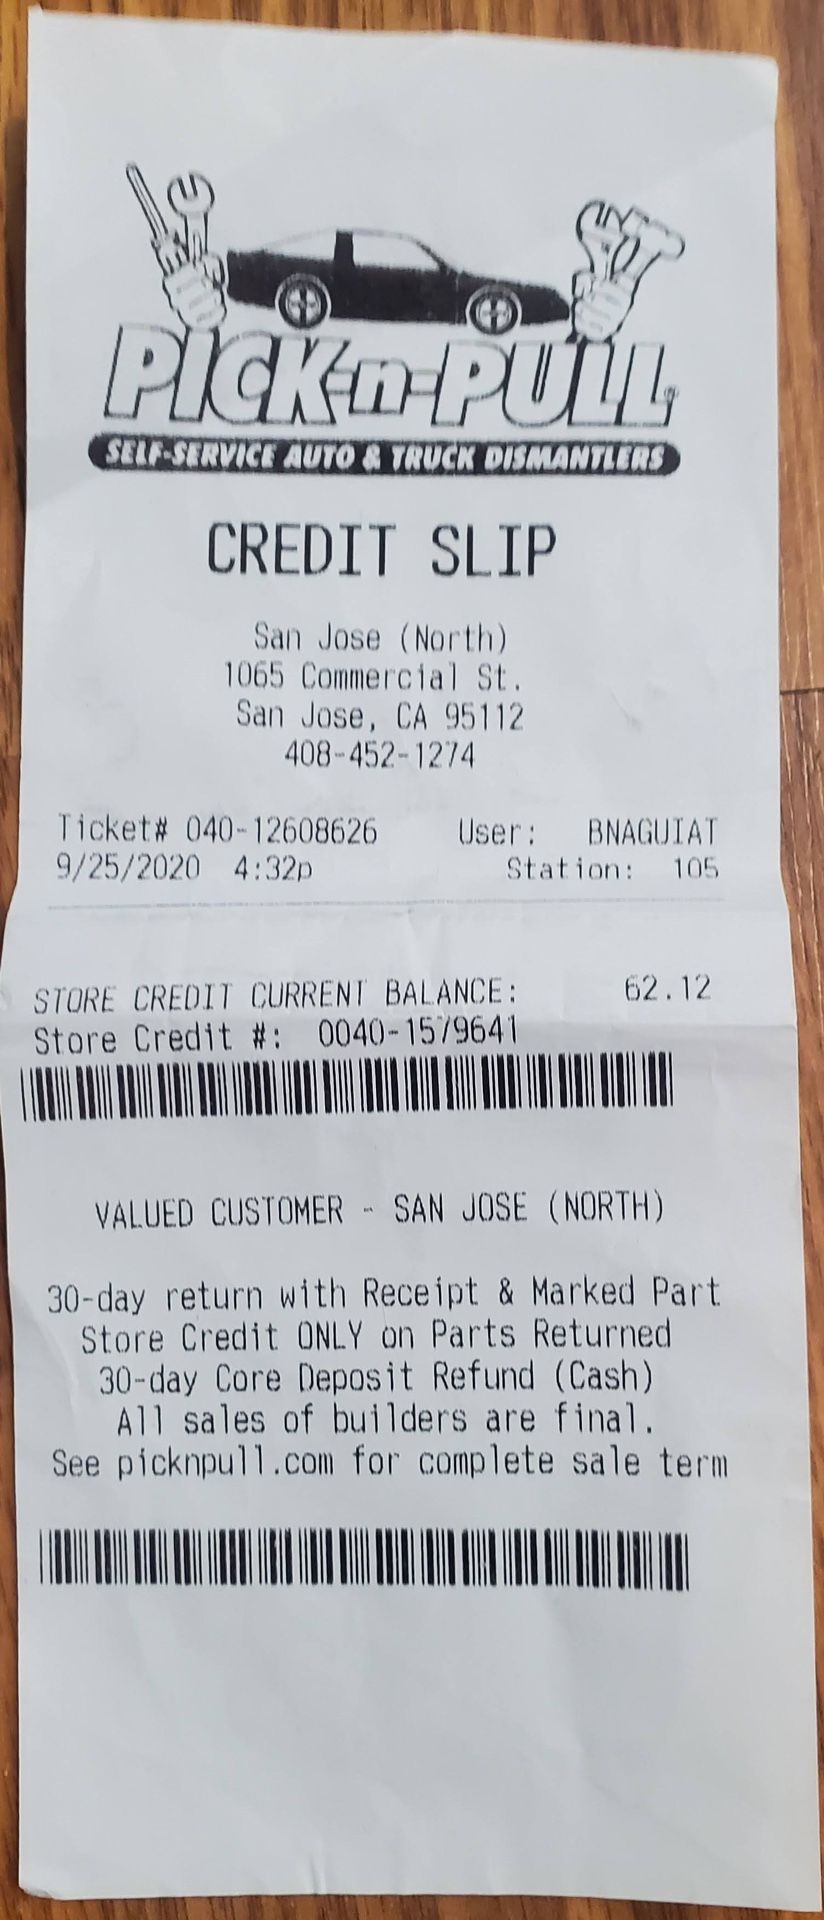 PICK-n-PULL
SELF-SERVICE AUTO & TRUCK DISMANTLERS
CREDIT SLIP
San Jose (North)
1065 Commercial St.
San Jose, CA 95112
408-452-1274
Ticket# 040-12608626 User: BNAGUIAT
9/25/2020 4:32p Station: 105
STORE CREDIT CURRENT BALANCE: 62.12
Store Credit #: 0040-1579641
VALUED CUSTOMER - SAN JOSE (NORTH)
30-day return with Receipt & Marked Part
Store Credit ONLY on Parts Returned
30-day Core Deposit Refund (Cash)
All sales of builders are final.
See picknpull.com for complete sale term